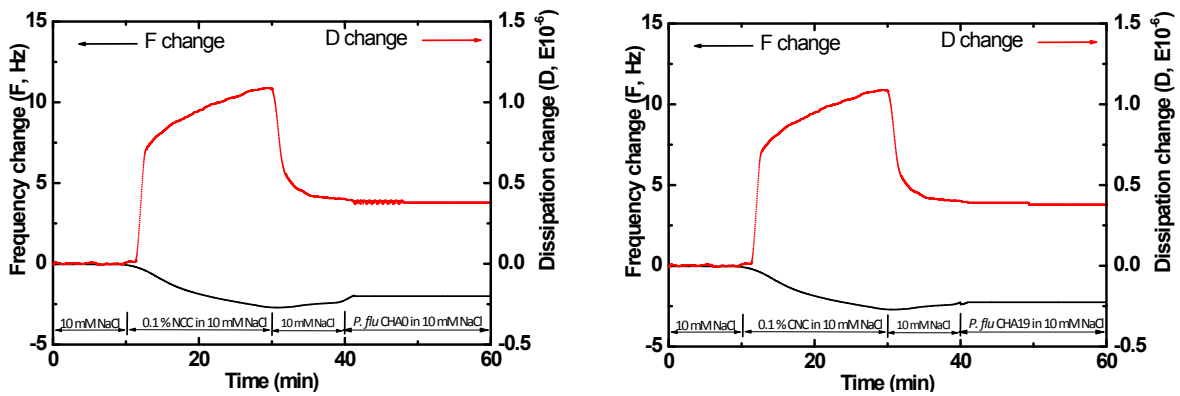 15
10
5
0
-5
Frequency change (F, Hz)
F change
D change
1.5
1.0
0.5
0.0
-0.5
Dissipation change (D, E10⁻⁶)
10 mM NaCl
0.1 % NCC in 10 mM NaCl
10 mM NaCl
P. flu CHA0 in 10 mM NaCl
0 20 40 60
Time (min)
15
10
5
0
-5
Frequency change (F, Hz)
F change
D change
1.5
1.0
0.5
0.0
-0.5
Dissipation change (D, E10⁻⁶)
10 mM NaCl
0.1 % CNC in 10 mM NaCl
10 mM NaCl
P. flu CHA19 in 10 mM NaCl
0 20 40 60
Time (min)